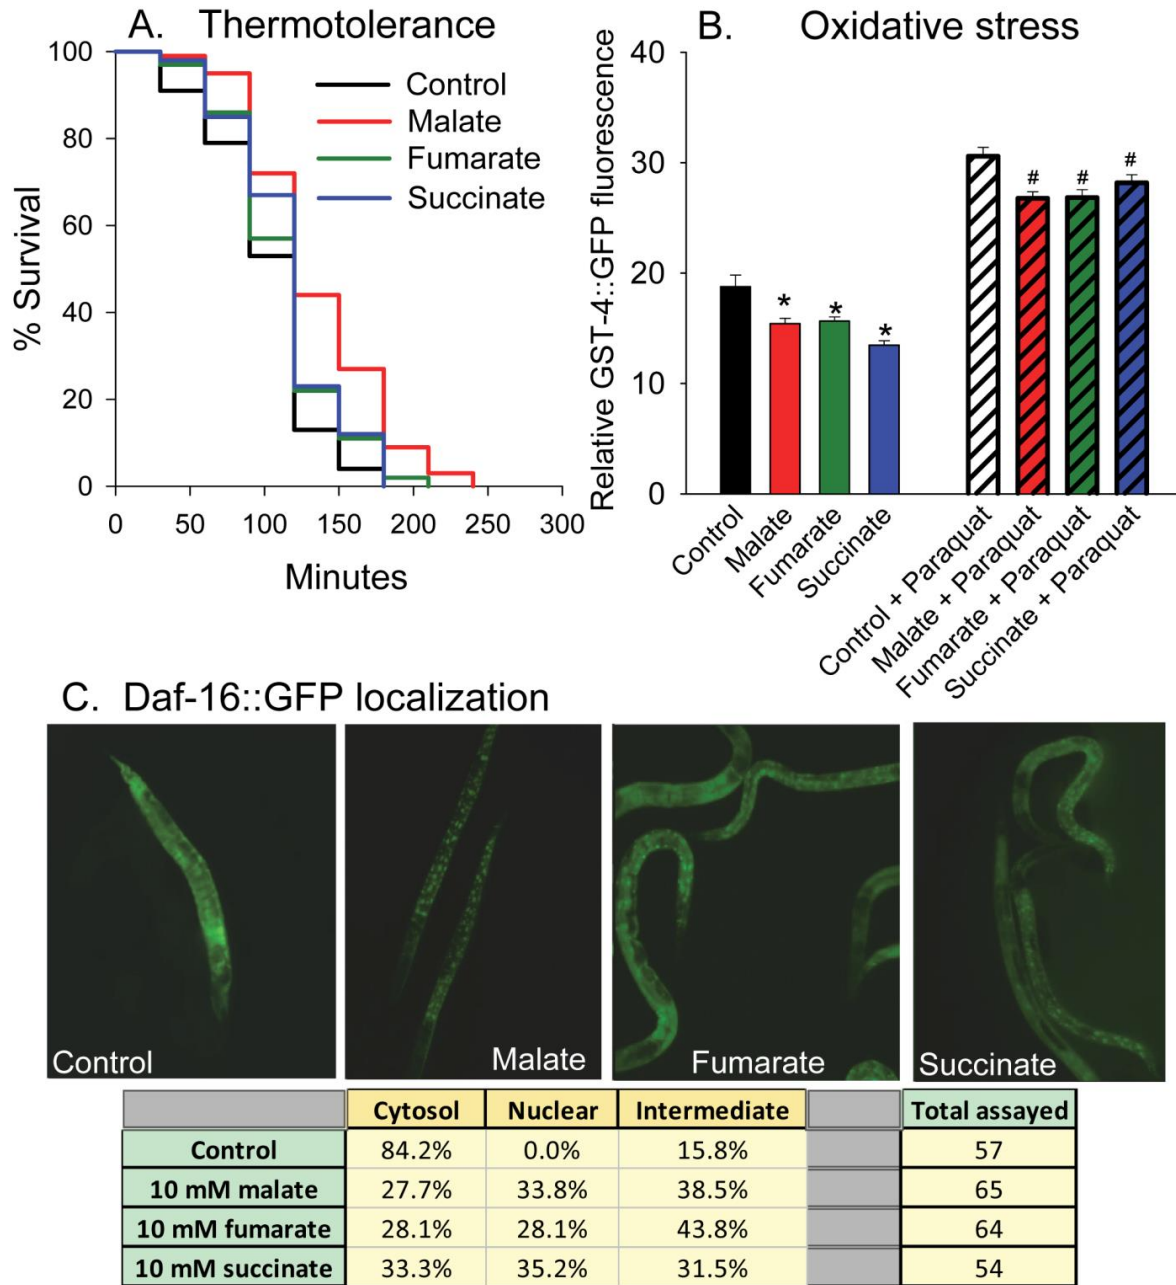 A. Thermotolerance
100
80
60
40
20
0
% Survival
Control
Malate
Fumarate
Succinate
0 50 100 150 200 250 300
Minutes
B. Oxidative stress
40
30
20
10
0
Relative GST-4::GFP fluorescence
* * *
# # #
Control
Malate
Fumarate
Succinate
Control + Paraquat
Malate + Paraquat
Fumarate + Paraquat
Succinate + Paraquat
C. Daf-16::GFP localization
Control Malate Fumarate Succinate
Cytosol Nuclear Intermediate Total assayed
Control 84.2% 0.0% 15.8% 57
10 mM malate 27.7% 33.8% 38.5% 65
10 mM fumarate 28.1% 28.1% 43.8% 64
10 mM succinate 33.3% 35.2% 31.5% 54